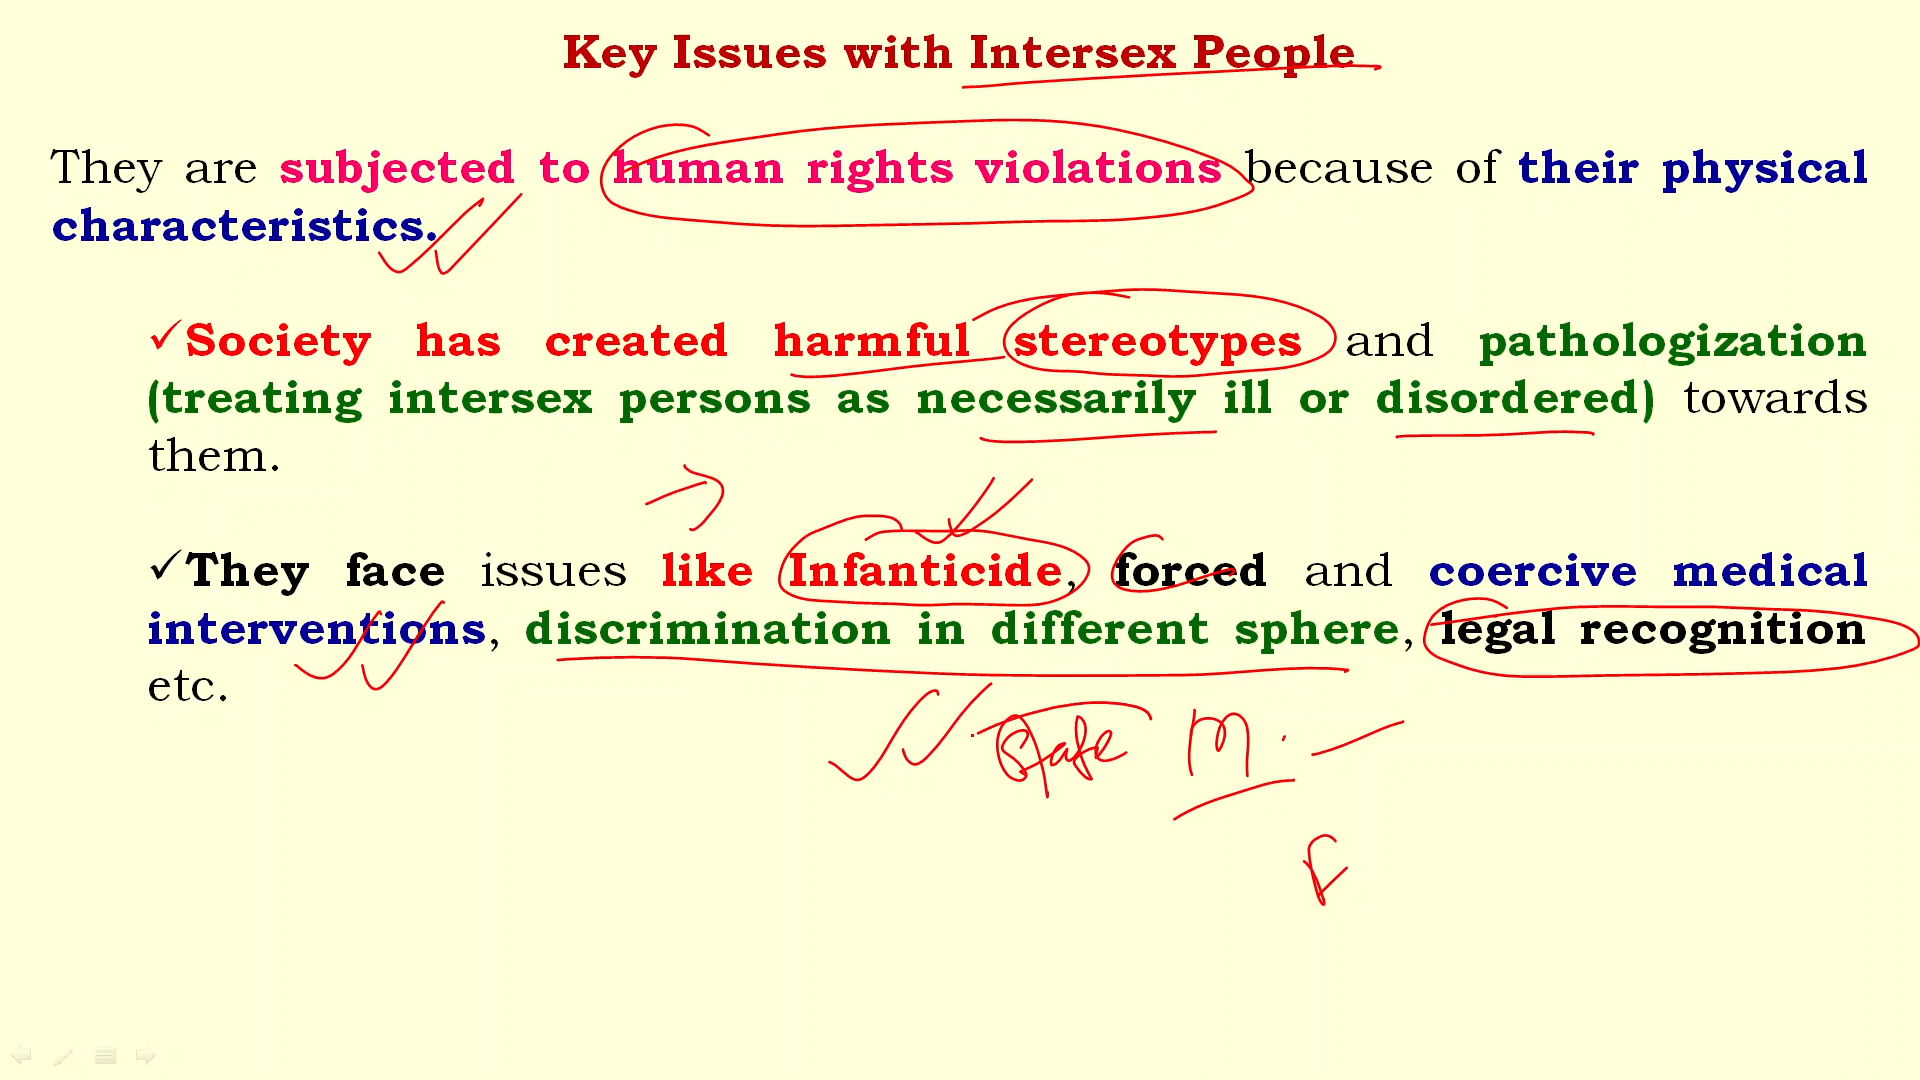 Key Issues with Intersex People
They are subjected to human rights violations because of their physical
characteristics.
✓Society has created harmful stereotypes and pathologization
(treating intersex persons as necessarily ill or disordered) towards
them.
✓They face issues like Infanticide, forced and coercive medical
interventions, discrimination in different sphere, legal recognition
etc.
M.
F